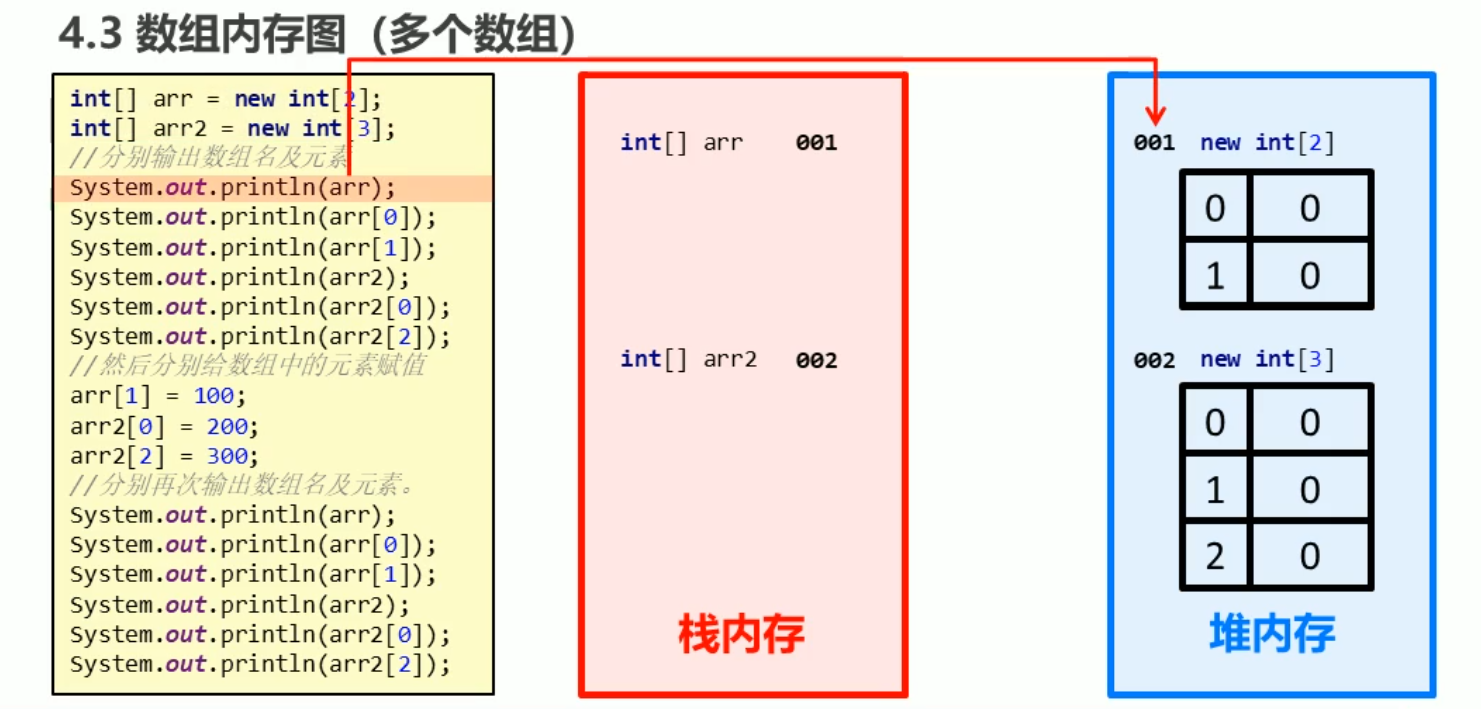 4.3 数组内存图（多个数组）
int[] arr = new int[2];
int[] arr2 = new int[3];
//分别输出数组名及元素
System.out.println(arr);
System.out.println(arr[0]);
System.out.println(arr[1]);
System.out.println(arr2);
System.out.println(arr2[0]);
System.out.println(arr2[2]);
//然后分别给数组中的元素赋值
arr[1] = 100;
arr2[0] = 200;
arr2[2] = 300;
//分别再次输出数组名及元素。
System.out.println(arr);
System.out.println(arr[0]);
System.out.println(arr[1]);
System.out.println(arr2);
System.out.println(arr2[0]);
System.out.println(arr2[2]);
int[] arr 001
int[] arr2 002
栈内存
001 new int[2]
0 0
1 0
002 new int[3]
0 0
1 0
2 0
堆内存